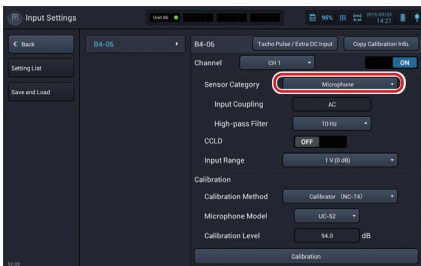 Input Settings
Unit 06
95%
2019/06/23
14:21
Back
B4-06
B4-06
Tacho Pulse / Extra DC Input
Copy Calibration Info.
Setting List
Channel
CH 1
ON
Save and Load
Sensor Category
Microphone
Input Coupling
AC
High-pass Filter
10 Hz
CCLD
OFF
Input Range
1 V (0 dB)
Calibration
Calibration Method
Calibrator (NC-74)
Microphone Model
UC-52
Calibration Level
94.0
dB
Calibration